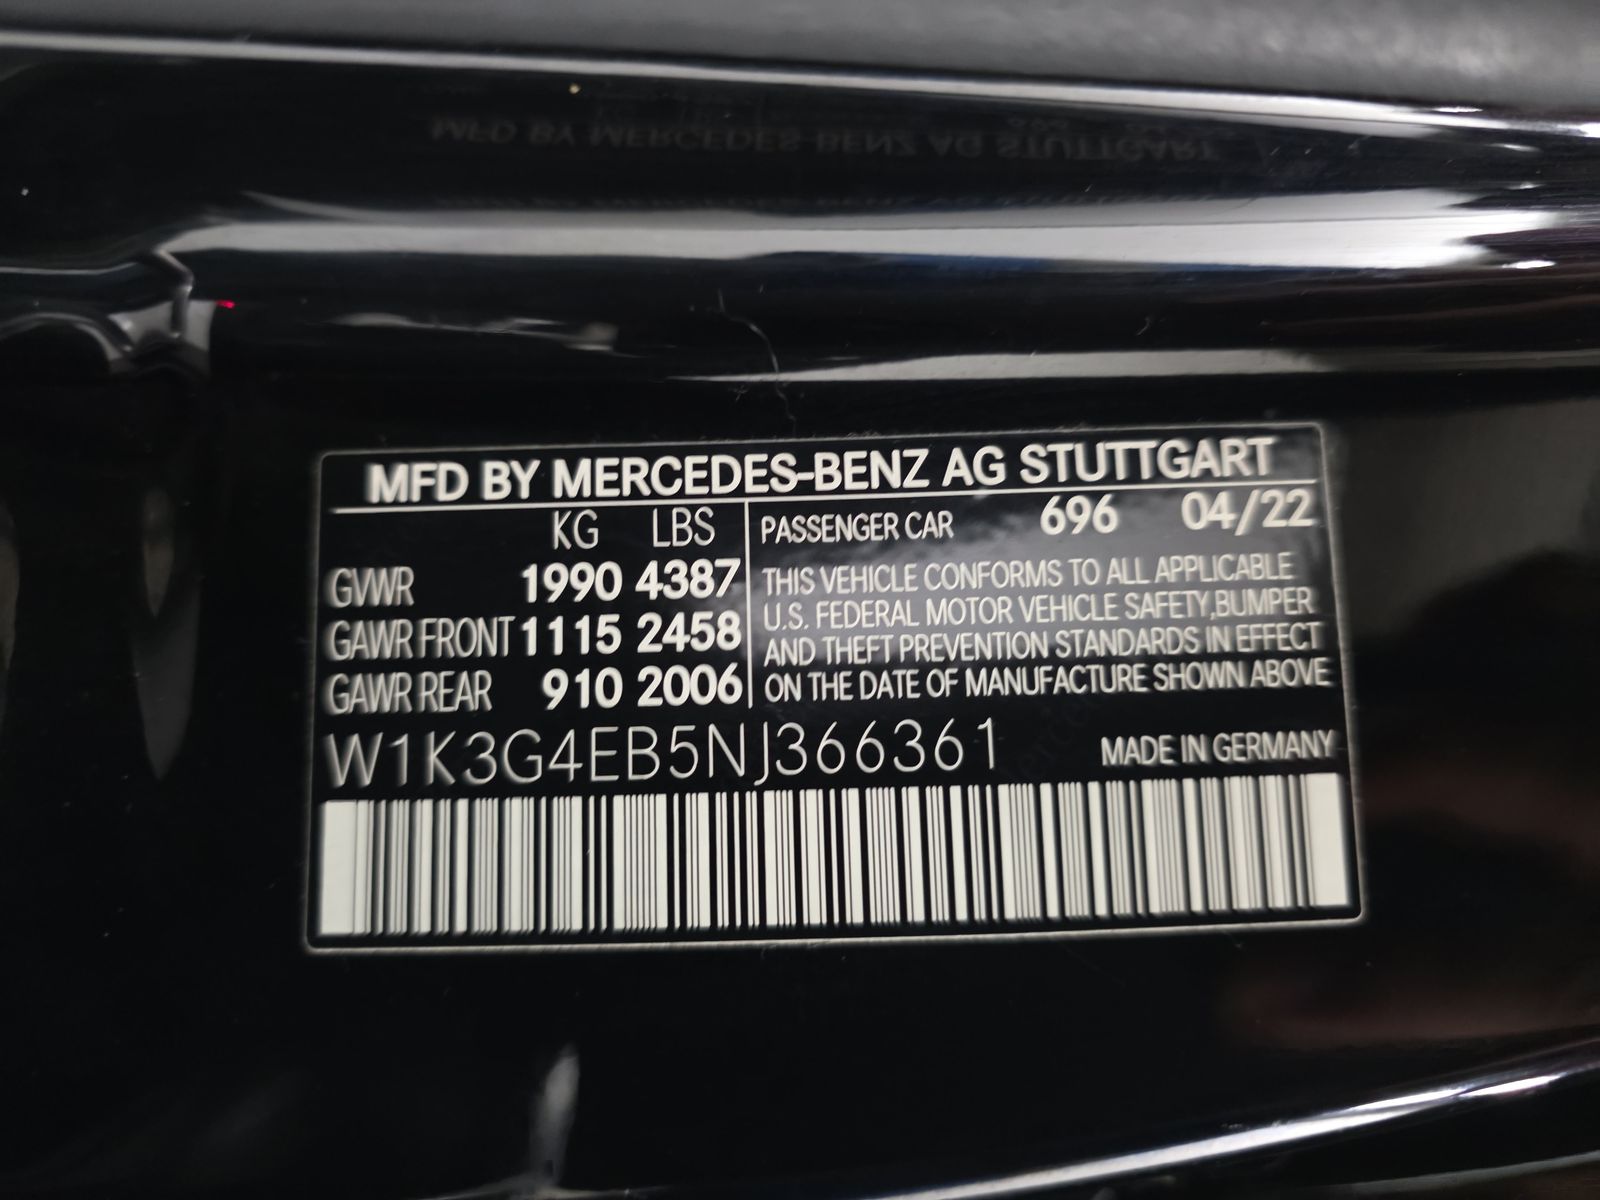 MFD BY MERCEDES-BENZ AG STUTTGART
KG LBS
GVWR 1990 4387
GAWR FRONT 1115 2458
GAWR REAR 910 2006
PASSENGER CAR 696 04/22
THIS VEHICLE CONFORMS TO ALL APPLICABLE
U.S. FEDERAL MOTOR VEHICLE SAFETY,BUMPER
AND THEFT PREVENTION STANDARDS IN EFFECT
ON THE DATE OF MANUFACTURE SHOWN ABOVE
W1K3G4EB5NJ366361
MADE IN GERMANY